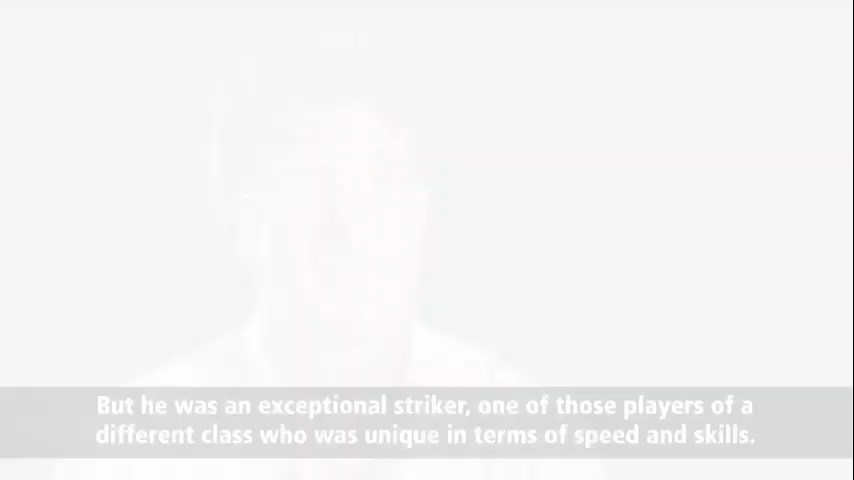 But he was an exceptional striker, one of those players of a
different class who was unique in terms of speed and skills.